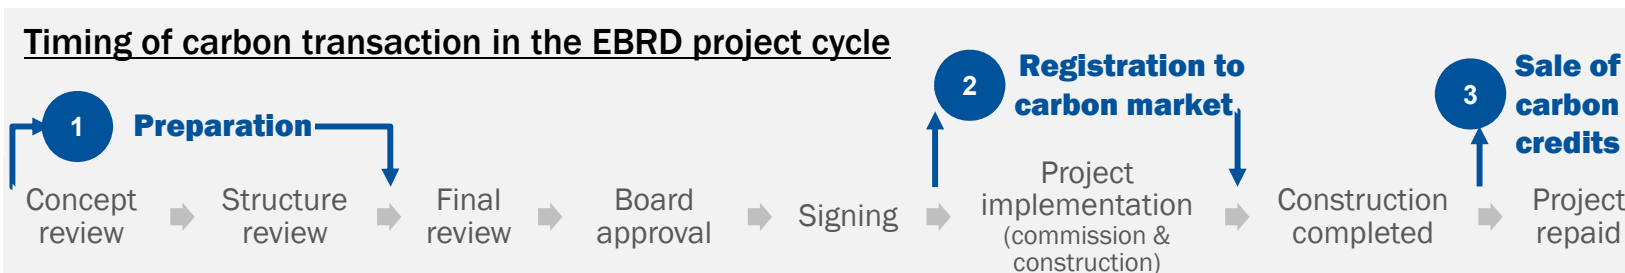 Timing of carbon transaction in the EBRD project cycle
1
Preparation
2
Registration to
carbon market
3
Sale of
carbon
credits
Concept
review
Structure
review
Final
review
Board
approval
Signing
Project
implementation
(commission &
construction)
Construction
completed
Project
repaid